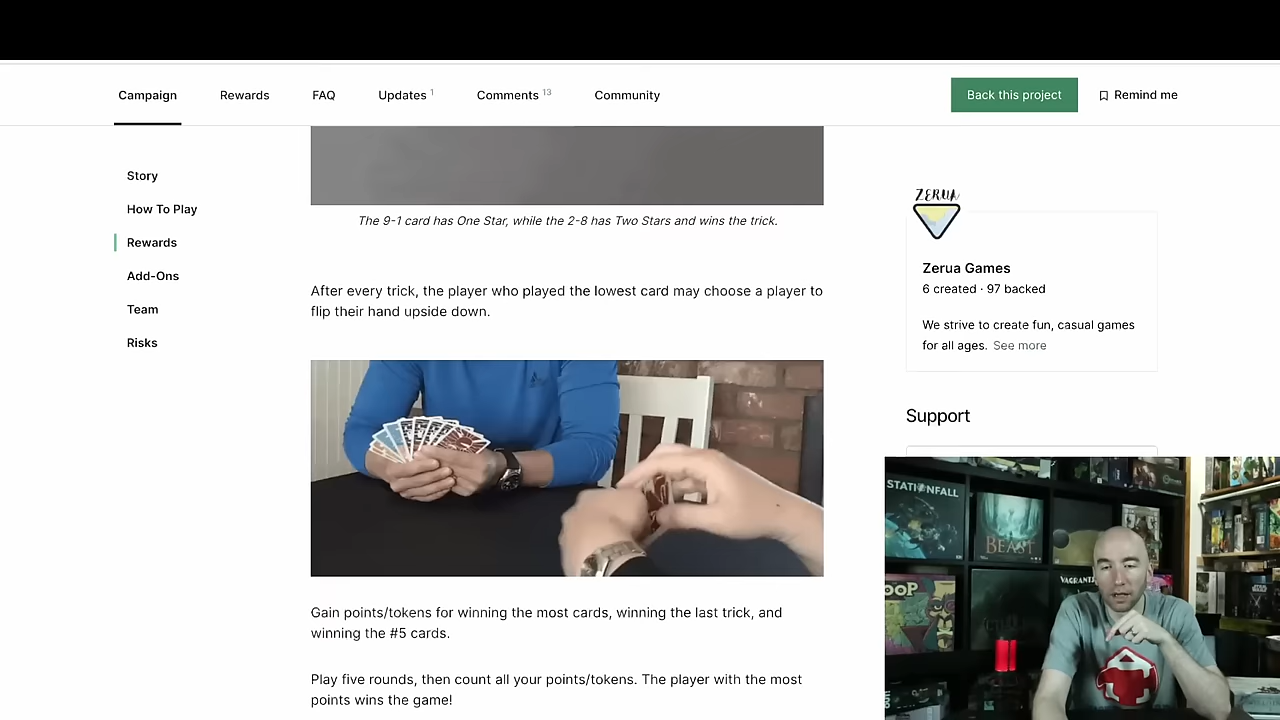 Campaign
Rewards
FAQ
Updates 1
Comments 13
Community
Back this project
Remind me
Story
How To Play
Rewards
Add-Ons
Team
Risks
The 9-1 card has One Star, while the 2-8 has Two Stars and wins the trick.
After every trick, the player who played the lowest card may choose a player to
flip their hand upside down.
Gain points/tokens for winning the most cards, winning the last trick, and
winning the #5 cards.
Play five rounds, then count all your points/tokens. The player with the most
points wins the game!
ZERUA
Zerua Games
6 created · 97 backed
We strive to create fun, casual games
for all ages. See more
Support
STATIONFALL
BEAST
VAGRANT